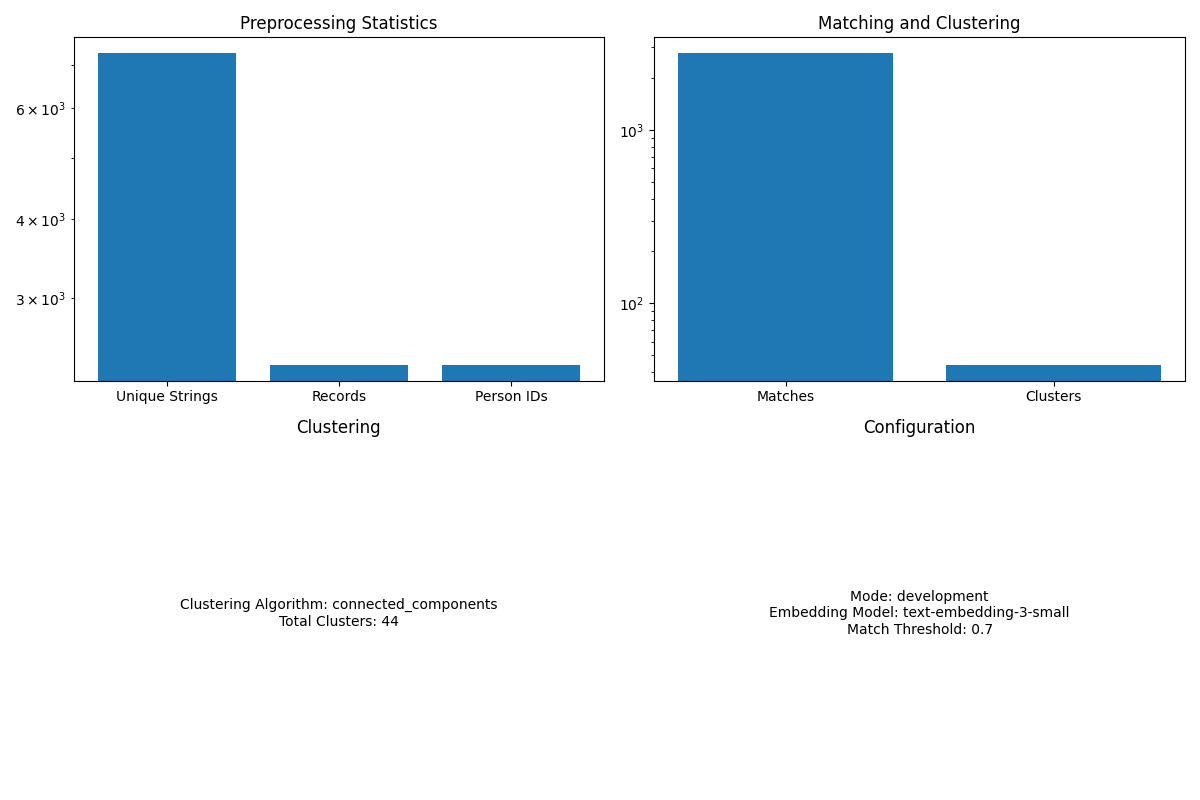 Preprocessing Statistics
6 × 10³
4 × 10³
3 × 10³
Unique Strings Records Person IDs
Matching and Clustering
10³
10²
Matches Clusters
Clustering
Clustering Algorithm: connected_components
Total Clusters: 44
Configuration
Mode: development
Embedding Model: text-embedding-3-small
Match Threshold: 0.7